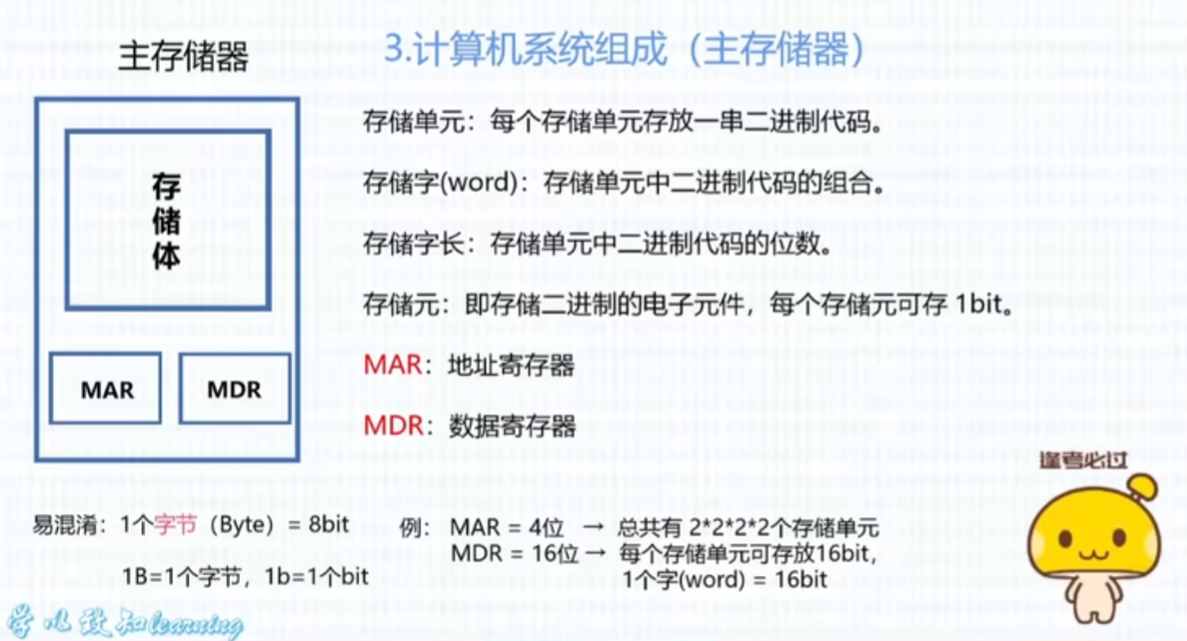 主存储器
3.计算机系统组成（主存储器）
存储体
MAR
MDR
存储单元：每个存储单元存放一串二进制代码。
存储字(word)：存储单元中二进制代码的组合。
存储字长：存储单元中二进制代码的位数。
存储元：即存储二进制的电子元件，每个存储元可存 1bit。
MAR：地址寄存器
MDR：数据寄存器
易混淆：1个字节（Byte）= 8bit
1B=1个字节，1b=1个bit
例： MAR = 4位 → 总共有 2*2*2*2个存储单元
MDR = 16位 → 每个存储单元可存放16bit，
1个字(word) = 16bit
逢考必过
学以致知learning